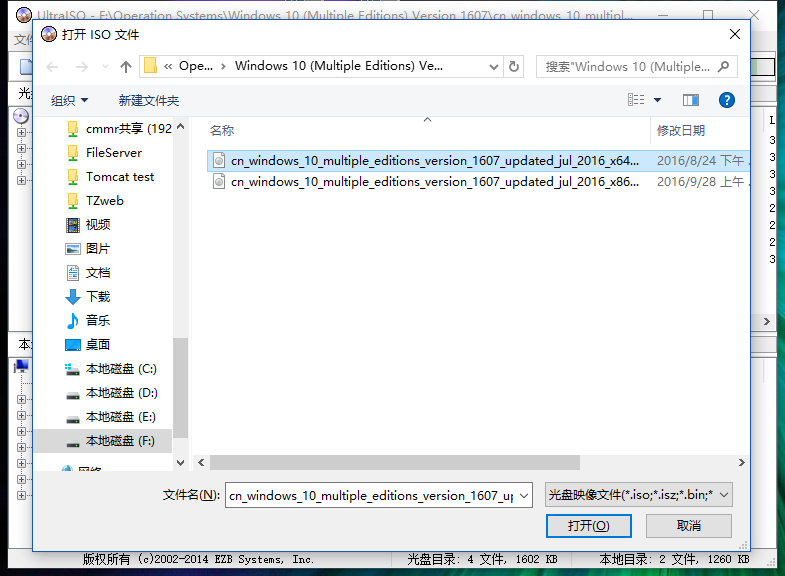 UltraISO - F:\Operation Systems\Windows 10 (Multiple Editions) Version 1607\cn_windows_10_multipl...
打开 ISO 文件
« Ope... › Windows 10 (Multiple Editions) Ve...
搜索"Windows 10 (Multiple...
组织
新建文件夹
名称
修改日期
cmmr共享 (192
FileServer
Tomcat test
TZweb
视频
图片
文档
下载
音乐
桌面
本地磁盘 (C:)
本地磁盘 (D:)
本地磁盘 (E:)
本地磁盘 (F:)
网络
cn_windows_10_multiple_editions_version_1607_updated_jul_2016_x64... 2016/8/24 下午
cn_windows_10_multiple_editions_version_1607_updated_jul_2016_x86... 2016/9/28 上午
文件名(N):
cn_windows_10_multiple_editions_version_1607_up
光盘映像文件(*.iso;*.isz;*.bin;*
打开(O)
取消
版权所有 (c)2002-2014 EZB Systems, Inc.
光盘目录: 4 文件, 1602 KB
本地目录: 2 文件, 1260 KB